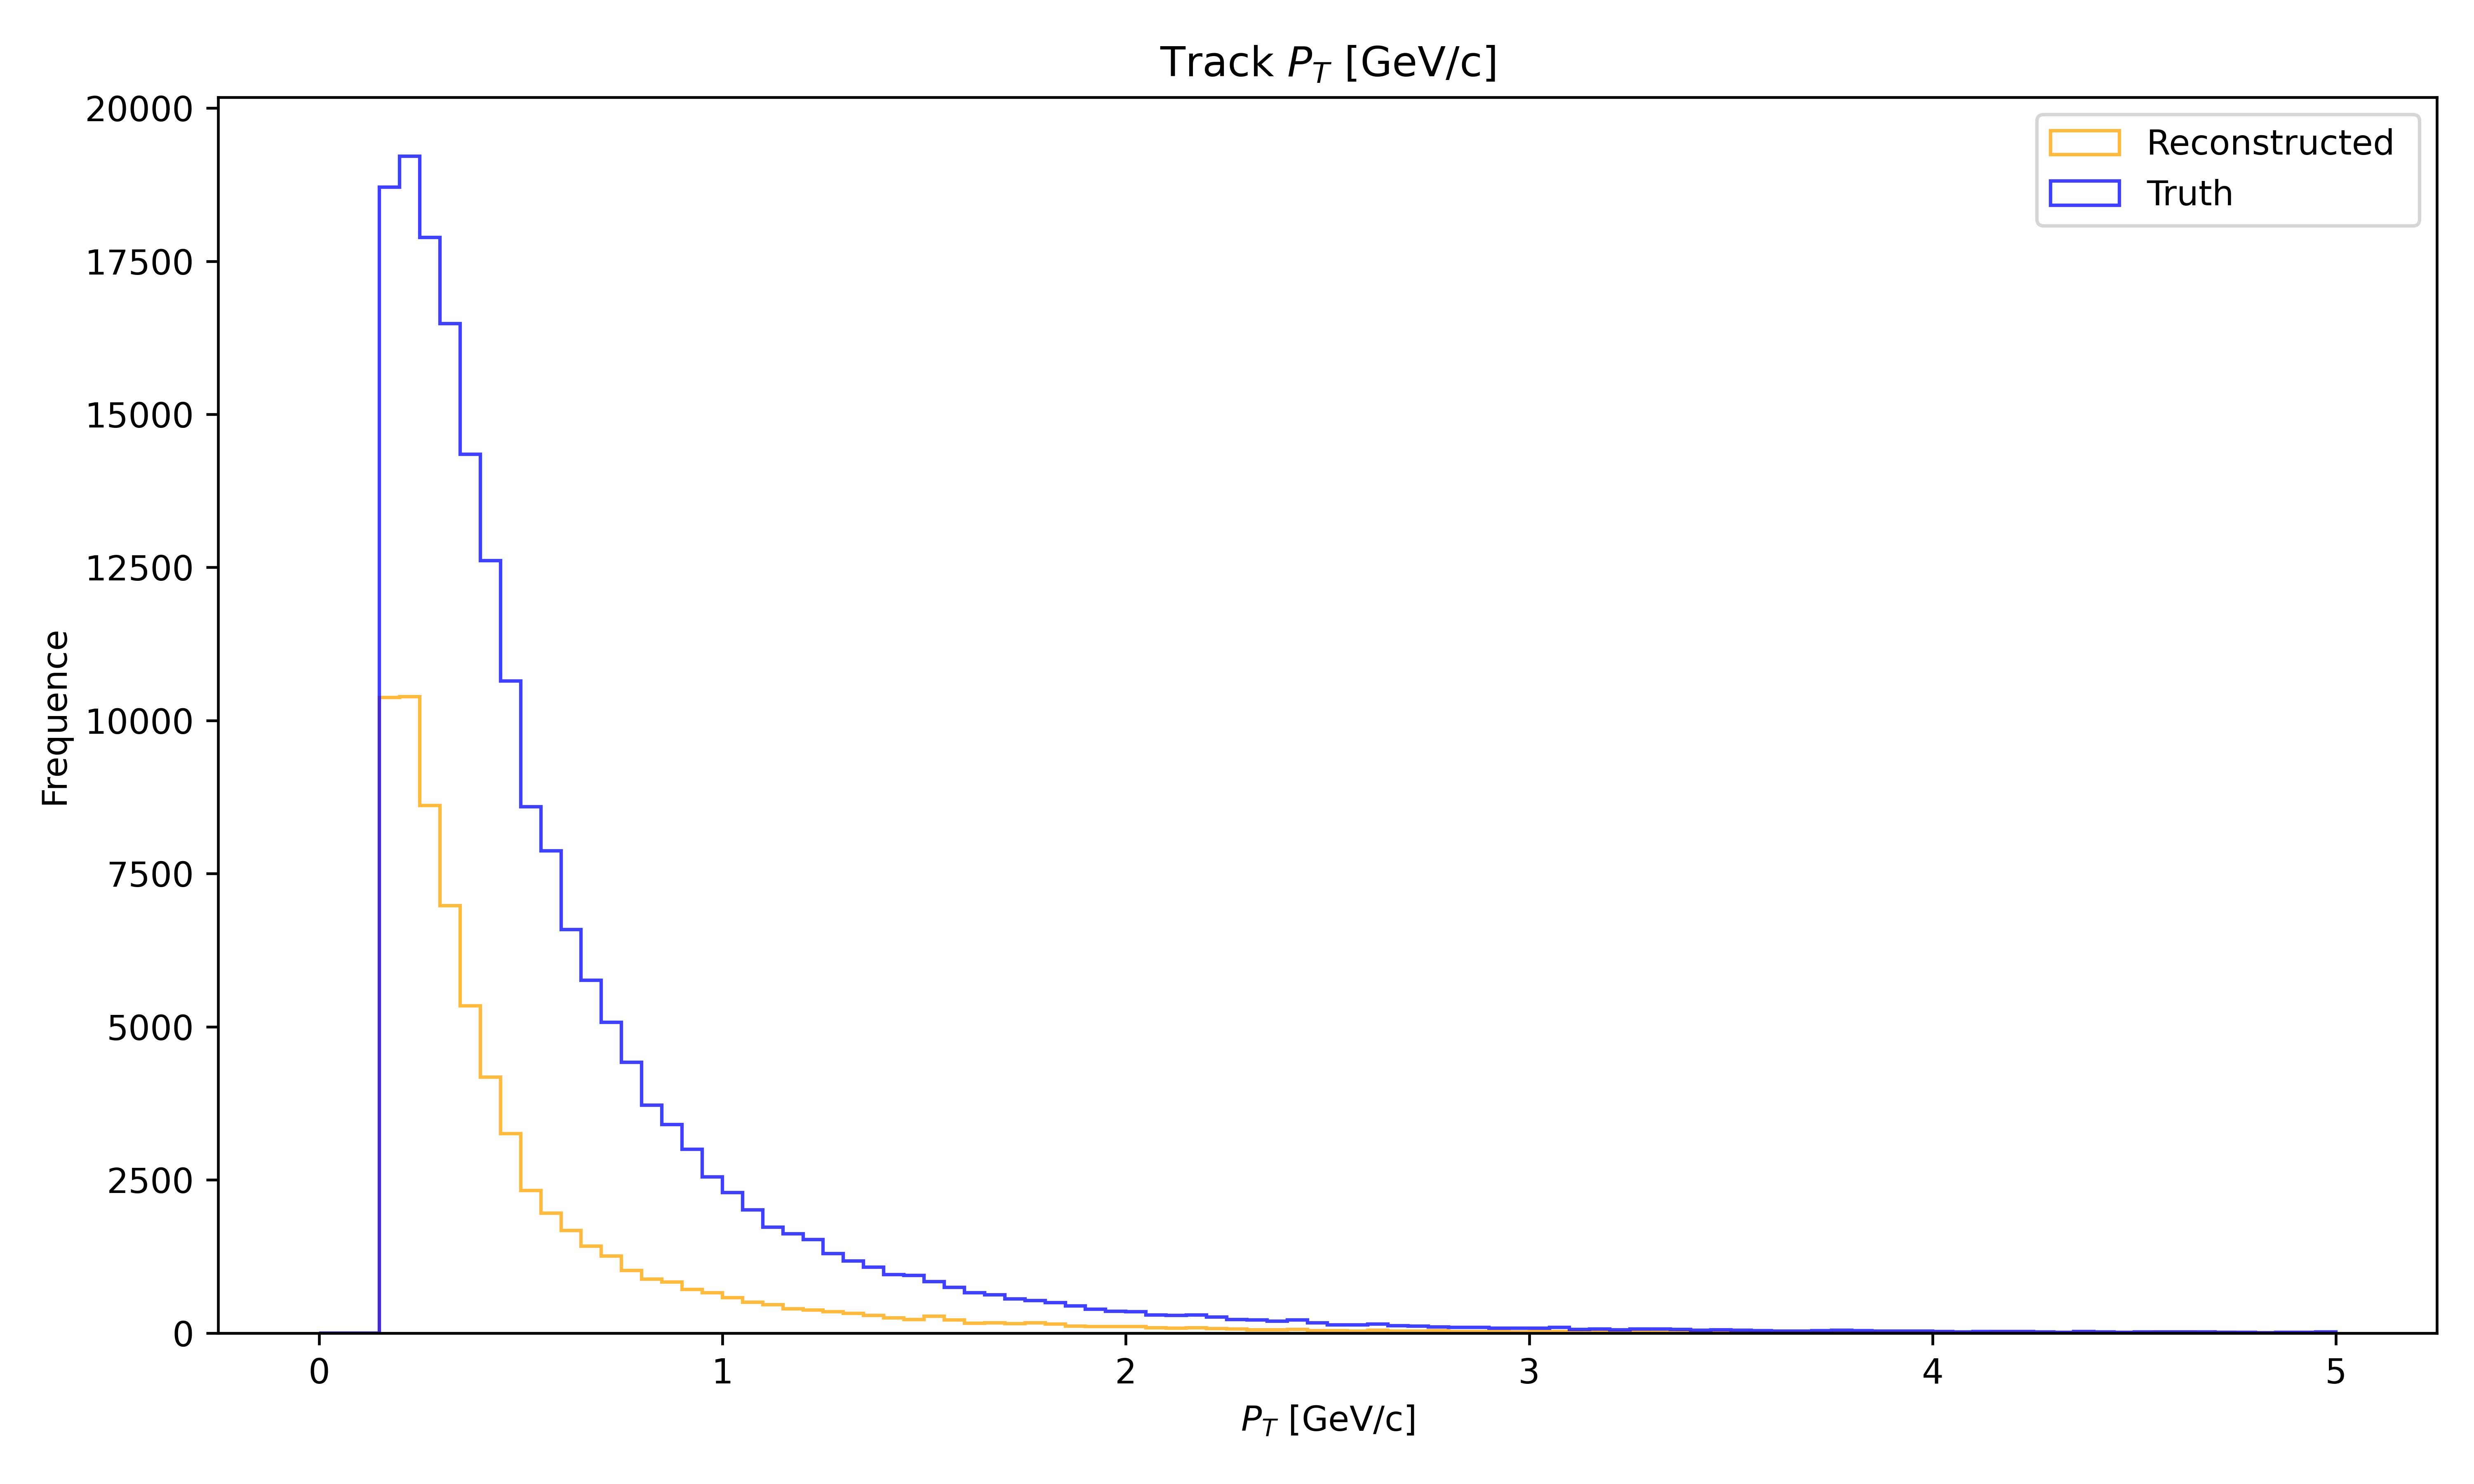 Track P_T [GeV/c]
Reconstructed
Truth
Frequence
20000
17500
15000
12500
10000
7500
5000
2500
0
0 1 2 3 4 5
P_T [GeV/c]